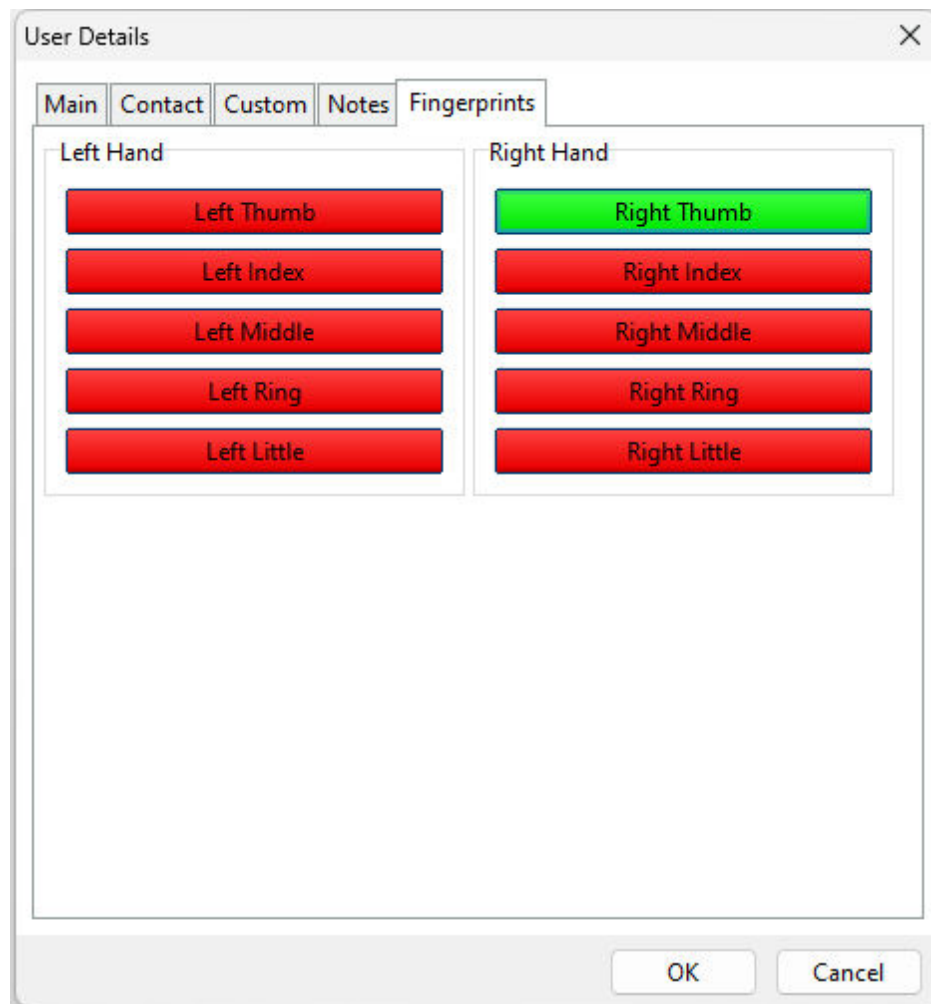 User Details
Main Contact Custom Notes Fingerprints
Left Hand
Left Thumb
Left Index
Left Middle
Left Ring
Left Little
Right Hand
Right Thumb
Right Index
Right Middle
Right Ring
Right Little
OK Cancel